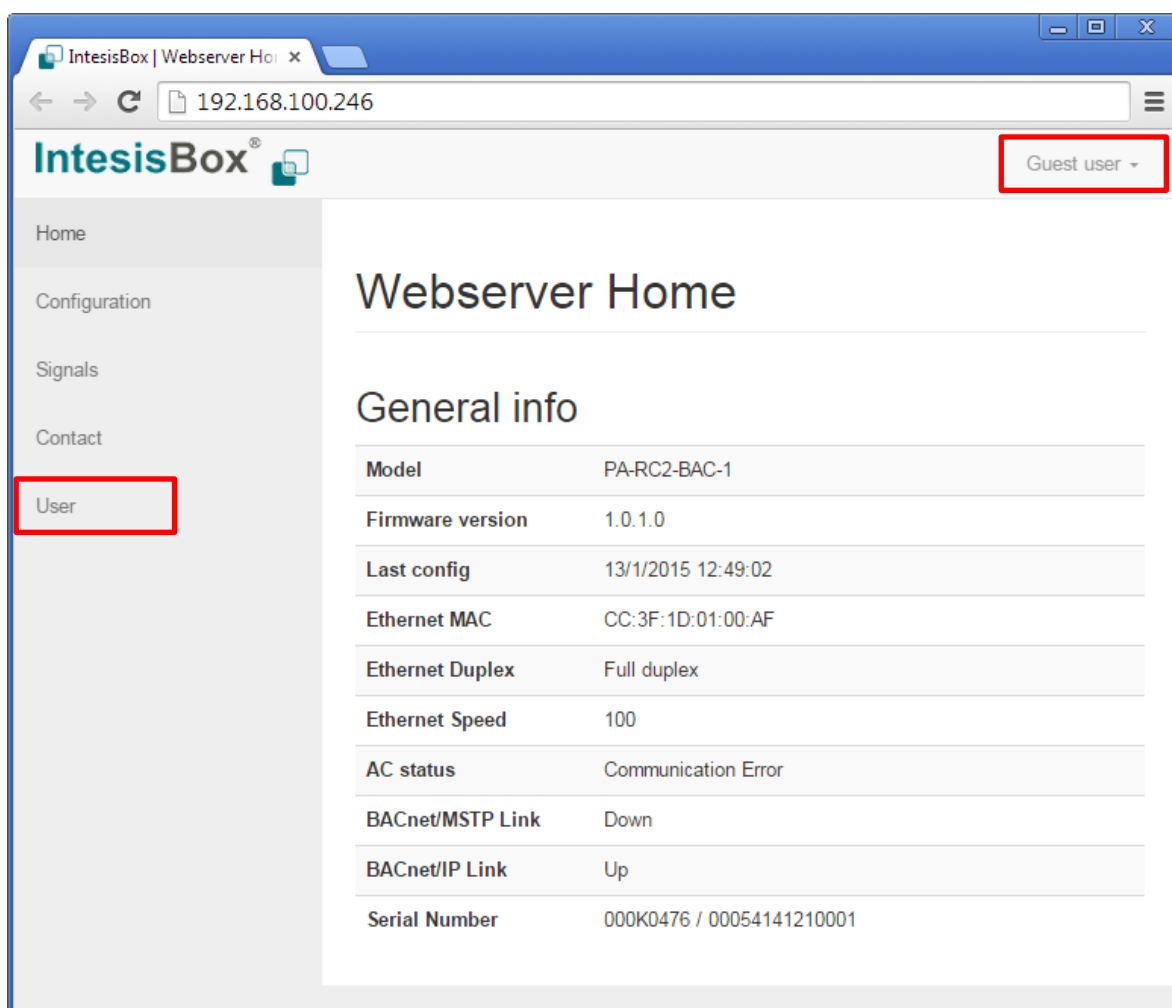 IntesisBox | Webserver Ho
192.168.100.246
IntesisBox®
Guest user
Home
Configuration
Signals
Contact
User
Webserver Home
General info
Model PA-RC2-BAC-1
Firmware version 1.0.1.0
Last config 13/1/2015 12:49:02
Ethernet MAC CC:3F:1D:01:00:AF
Ethernet Duplex Full duplex
Ethernet Speed 100
AC status Communication Error
BACnet/MSTP Link Down
BACnet/IP Link Up
Serial Number 000K0476 / 00054141210001